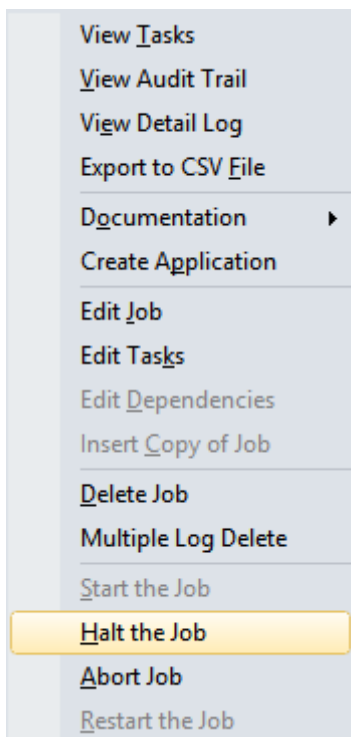 View Tasks
View Audit Trail
View Detail Log
Export to CSV File
Documentation
Create Application
Edit Job
Edit Tasks
Edit Dependencies
Insert Copy of Job
Delete Job
Multiple Log Delete
Start the Job
Halt the Job
Abort Job
Restart the Job